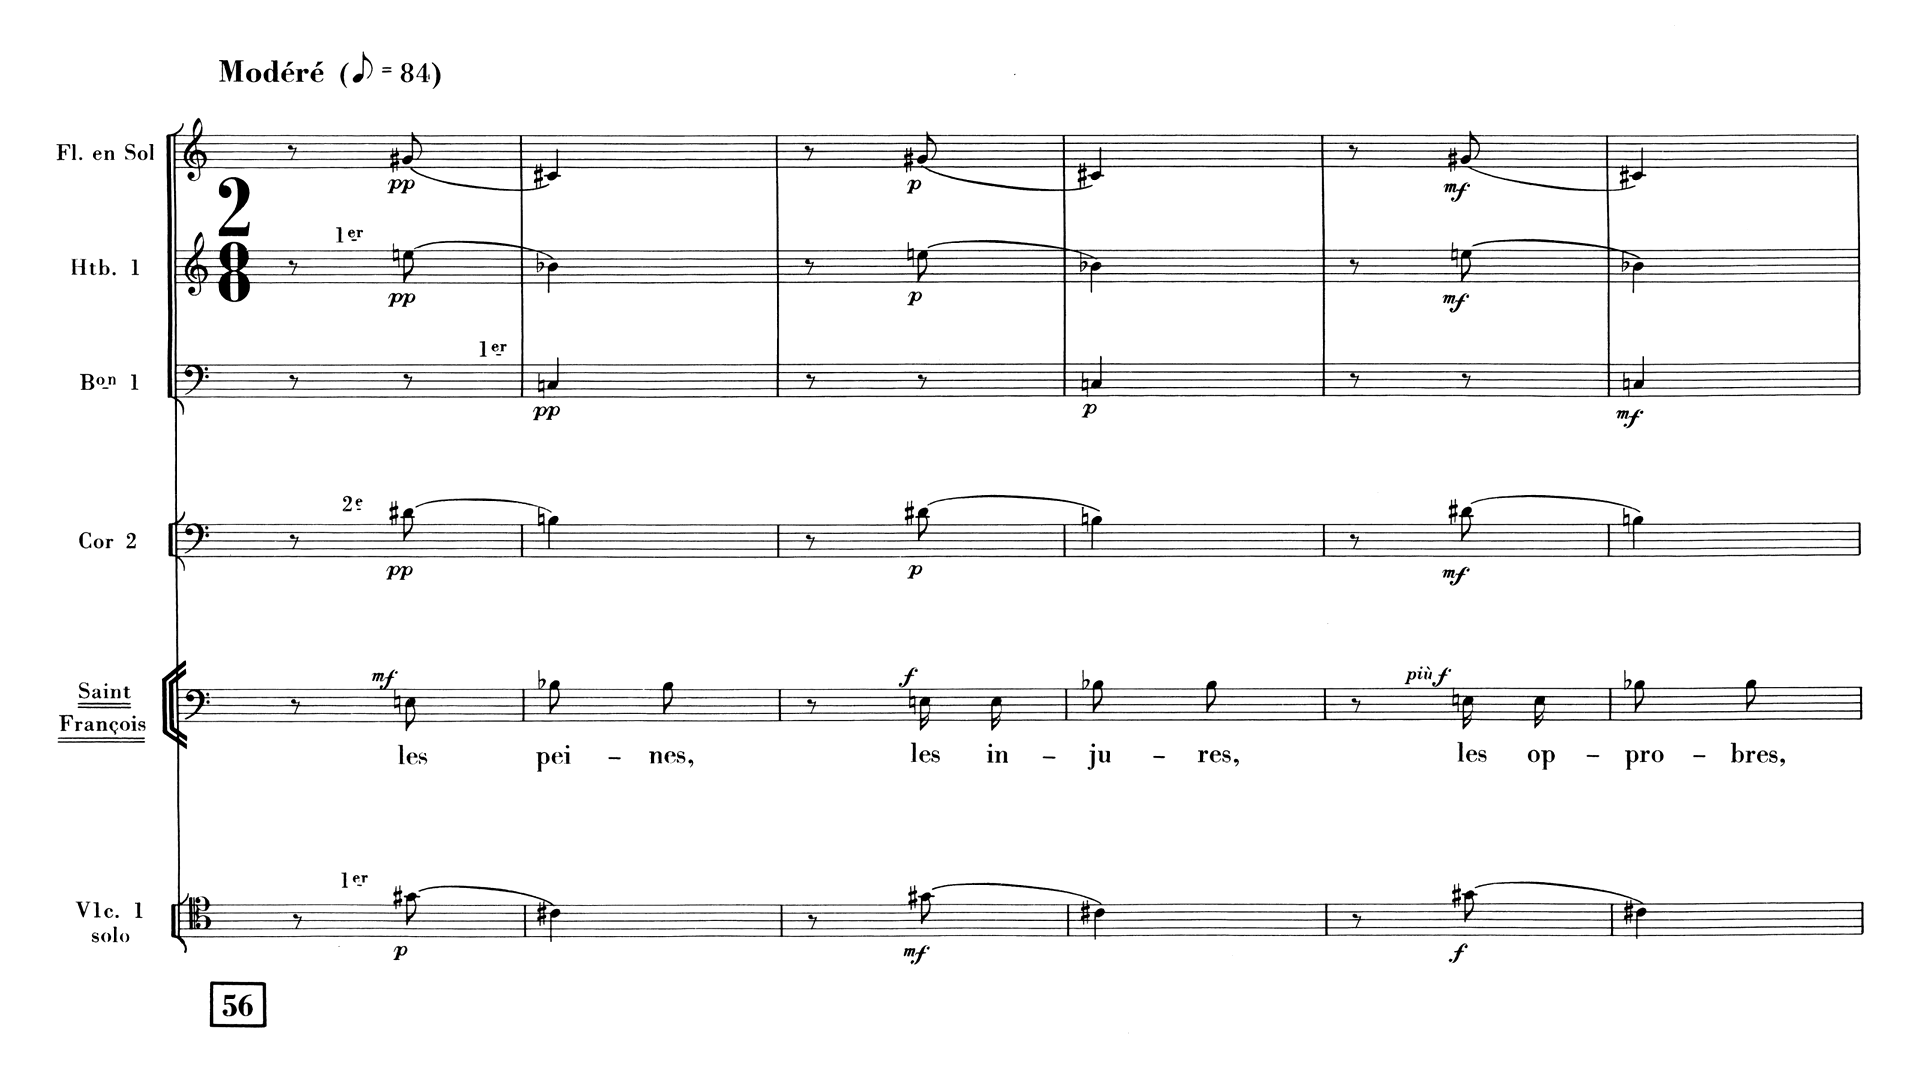 Modéré (♪ = 84)
Fl. en Sol
pp p mf
2
8
1er
Htb. 1
pp p mf
1er
Bon 1
pp p mf
2e
Cor 2
pp p mf
mf f più f
Saint
François
les pei – nes, les in – ju – res, les op – pro – bres,
1er
Vlc. 1
solo
p mf f
56